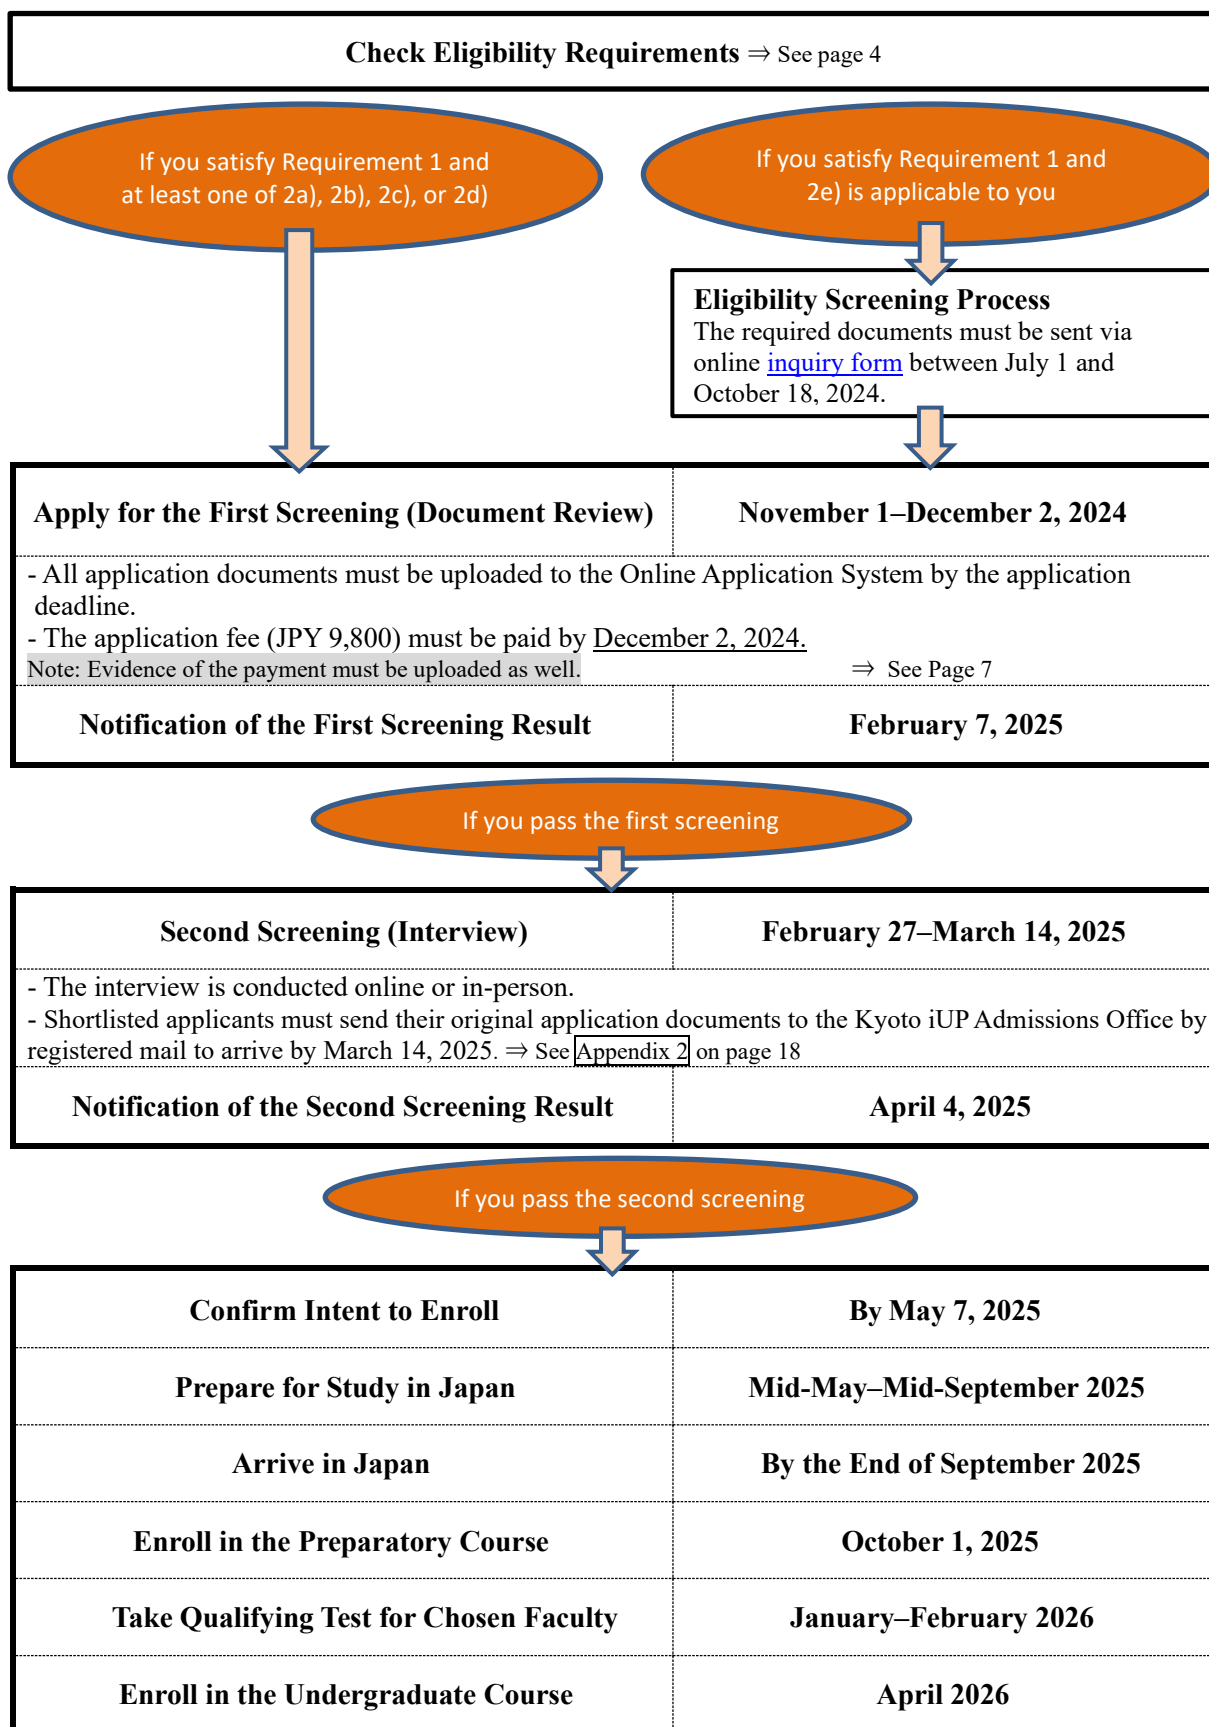 Check Eligibility Requirements ⇒ See page 4
If you satisfy Requirement 1 and
at least one of 2a), 2b), 2c), or 2d)
If you satisfy Requirement 1 and
2e) is applicable to you
Eligibility Screening Process
The required documents must be sent via
online inquiry form between July 1 and
October 18, 2024.
Apply for the First Screening (Document Review)
November 1–December 2, 2024
- All application documents must be uploaded to the Online Application System by the application
deadline.
- The application fee (JPY 9,800) must be paid by December 2, 2024.
Note: Evidence of the payment must be uploaded as well. ⇒ See Page 7
Notification of the First Screening Result
February 7, 2025
If you pass the first screening
Second Screening (Interview)
February 27–March 14, 2025
- The interview is conducted online or in-person.
- Shortlisted applicants must send their original application documents to the Kyoto iUP Admissions Office by
registered mail to arrive by March 14, 2025. ⇒ See Appendix 2 on page 18
Notification of the Second Screening Result
April 4, 2025
If you pass the second screening
Confirm Intent to Enroll
By May 7, 2025
Prepare for Study in Japan
Mid-May–Mid-September 2025
Arrive in Japan
By the End of September 2025
Enroll in the Preparatory Course
October 1, 2025
Take Qualifying Test for Chosen Faculty
January–February 2026
Enroll in the Undergraduate Course
April 2026